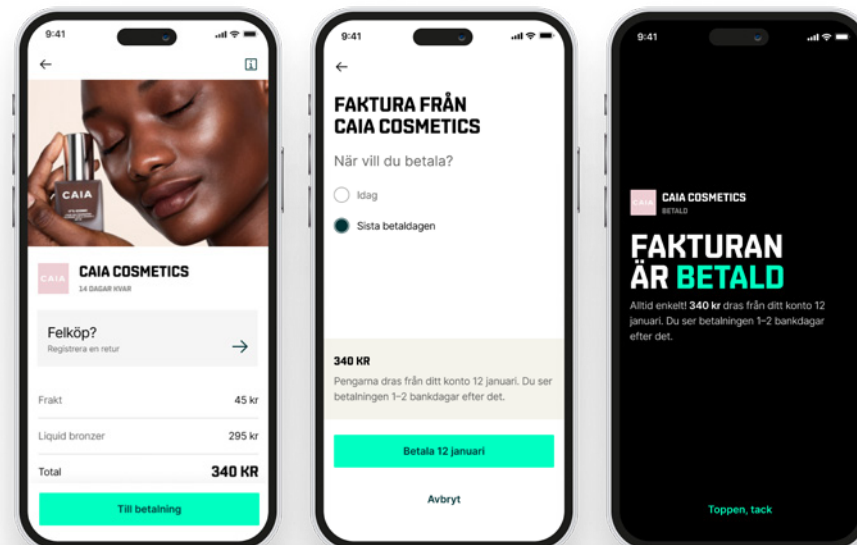 9:41
CAIA
CAIA
CAIA COSMETICS
14 DAGAR KVAR
Felköp?
Registrera en retur
Frakt 45 kr
Liquid bronzer 295 kr
Total 340 KR
Till betalning
9:41
FAKTURA FRÅN
CAIA COSMETICS
När vill du betala?
Idag
Sista betaldagen
340 KR
Pengarna dras från ditt konto 12 januari. Du ser
betalningen 1–2 bankdagar efter det.
Betala 12 januari
Avbryt
9:41
CAIA
CAIA COSMETICS
BETALD
FAKTURAN
ÄR BETALD
Alltid enkelt! 340 kr dras från ditt konto 12
januari. Du ser betalningen 1–2 bankdagar
efter det.
Toppen, tack